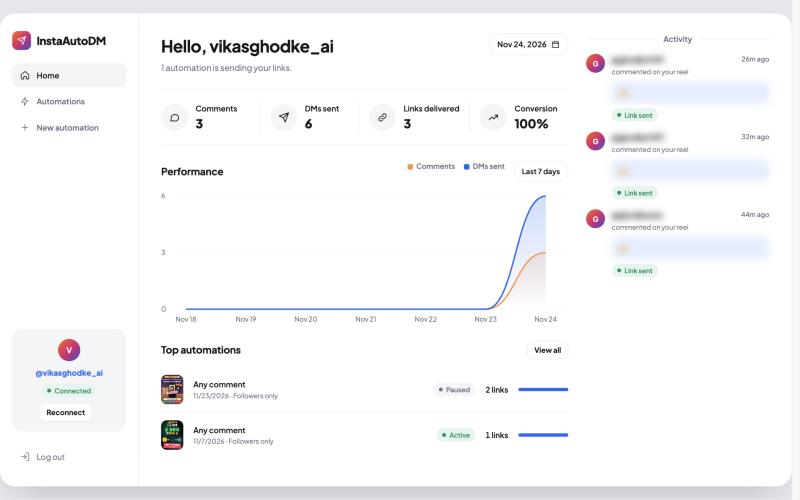 InstaAutoDM
Home
Automations
New automation
V
@vikasghodke_ai
Connected
Reconnect
Log out
Hello, vikasghodke_ai
1 automation is sending your links.
Nov 24, 2026
Comments
3
DMs sent
6
Links delivered
3
Conversion
100%
Performance
Comments
DMs sent
Last 7 days
6
3
0
Nov 18
Nov 19
Nov 20
Nov 21
Nov 22
Nov 23
Nov 24
Top automations
View all
Any comment
11/23/2026 · Followers only
Paused
2 links
Any comment
11/7/2026 · Followers only
Active
1 links
Activity
G
26m ago
commented on your reel
Link sent
G
32m ago
commented on your reel
Link sent
G
44m ago
commented on your reel
Link sent